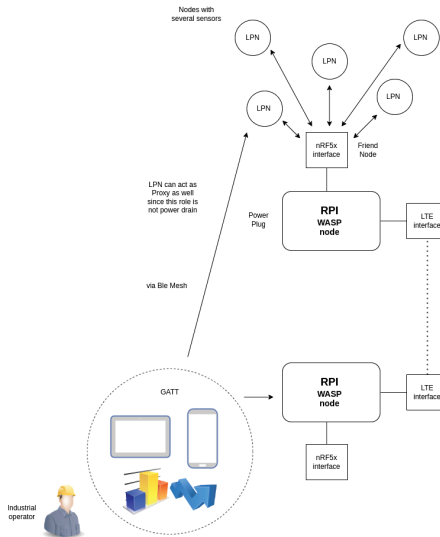 Nodes with
several sensors
LPN
LPN
LPN
LPN
LPN
nRF5x
interface
Friend
Node
LPN can act as
Proxy as well
since this role is
not power drain
Power
Plug
RPI
WASP
node
LTE
interface
via Ble Mesh
GATT
RPI
WASP
node
LTE
interface
nRF5x
interface
Industrial
operator